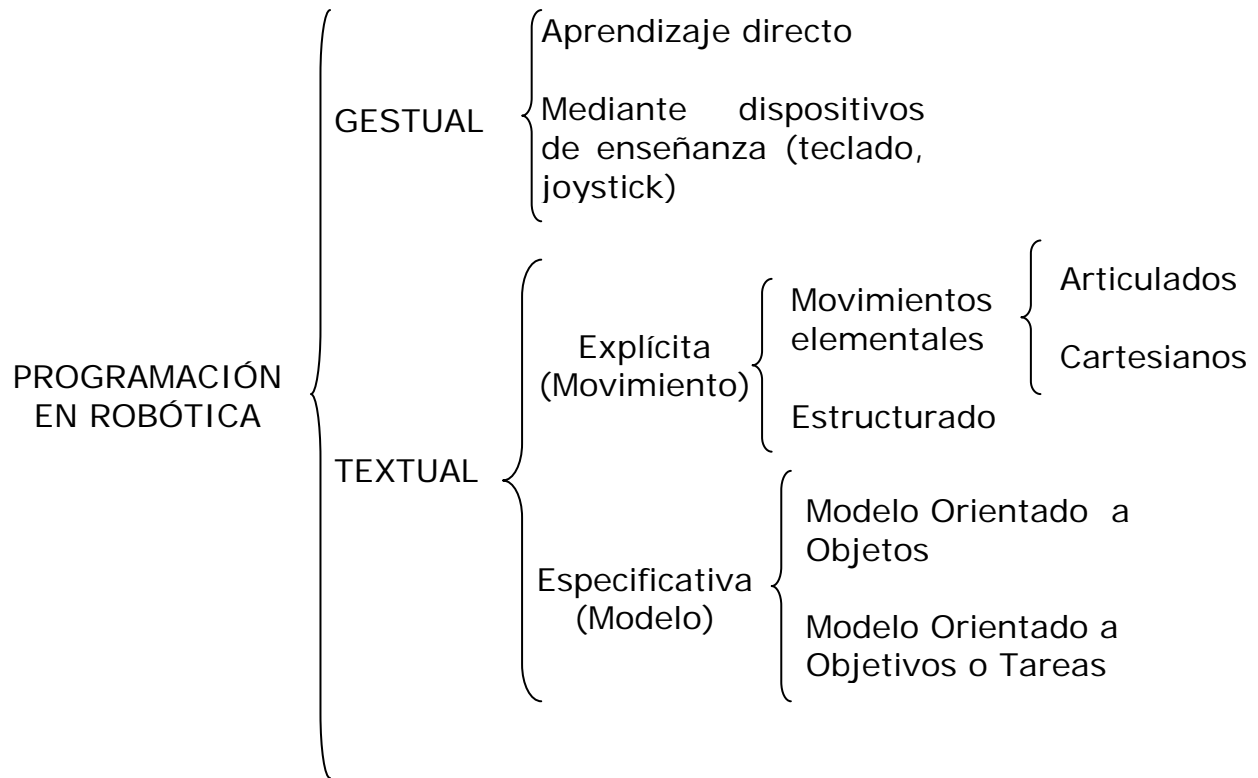 PROGRAMACIÓN
EN ROBÓTICA
GESTUAL
Aprendizaje directo
Mediante dispositivos
de enseñanza (teclado,
joystick)
TEXTUAL
Explícita
(Movimiento)
Movimientos
elementales
Articulados
Cartesianos
Estructurado
Especificativa
(Modelo)
Modelo Orientado a
Objetos
Modelo Orientado a
Objetivos o Tareas